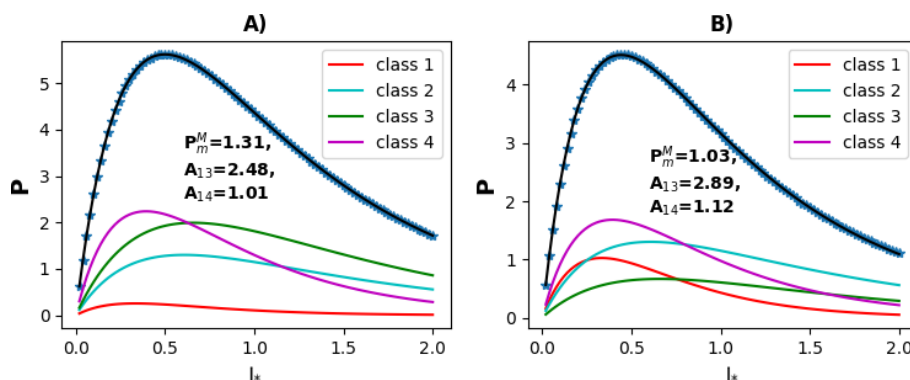 A)
P
5
4
3
2
1
0
class 1
class 2
class 3
class 4
P_m^M=1.31,
A_13=2.48,
A_14=1.01
0.0 0.5 1.0 1.5 2.0
I_*
B)
P
4
3
2
1
0
class 1
class 2
class 3
class 4
P_m^M=1.03,
A_13=2.89,
A_14=1.12
0.0 0.5 1.0 1.5 2.0
I_*